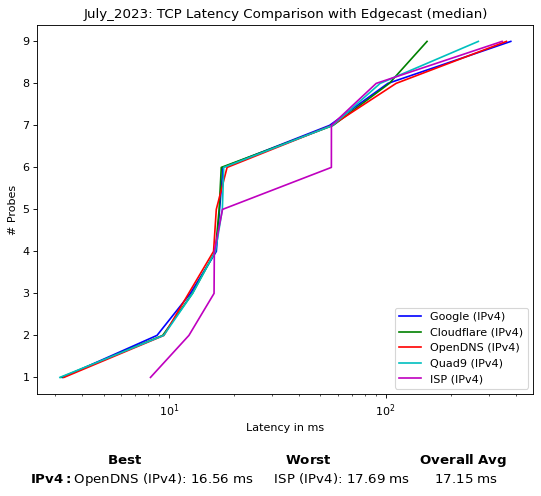 July_2023: TCP Latency Comparison with Edgecast (median)
# Probes
9
8
7
6
5
4
3
2
1
Google (IPv4)
Cloudflare (IPv4)
OpenDNS (IPv4)
Quad9 (IPv4)
ISP (IPv4)
10¹ 10²
Latency in ms
Best Worst Overall Avg
IPv4: OpenDNS (IPv4): 16.56 ms ISP (IPv4): 17.69 ms 17.15 ms